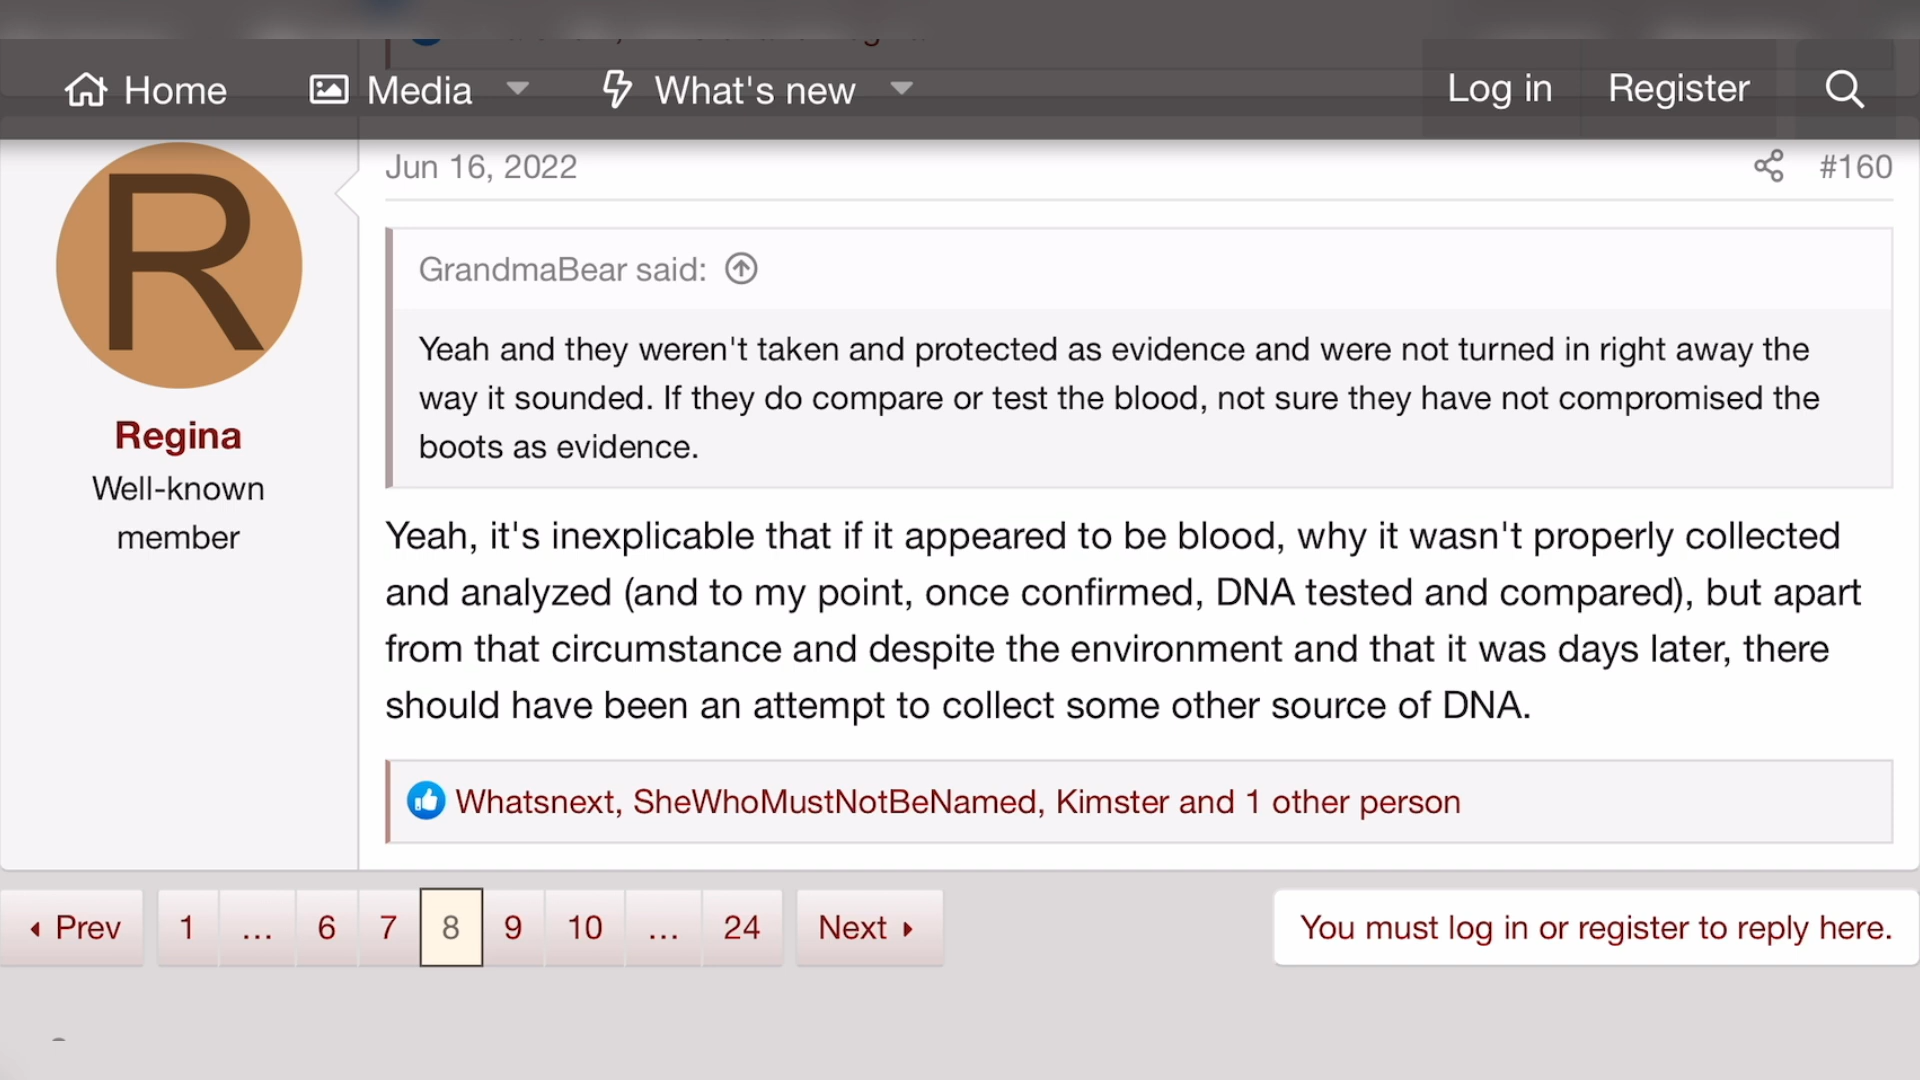 Home Media What's new Log in Register
R
Regina
Well-known
member
Jun 16, 2022 #160
GrandmaBear said:
Yeah and they weren't taken and protected as evidence and were not turned in right away the
way it sounded. If they do compare or test the blood, not sure they have not compromised the
boots as evidence.
Yeah, it's inexplicable that if it appeared to be blood, why it wasn't properly collected
and analyzed (and to my point, once confirmed, DNA tested and compared), but apart
from that circumstance and despite the environment and that it was days later, there
should have been an attempt to collect some other source of DNA.
Whatsnext, SheWhoMustNotBeNamed, Kimster and 1 other person
Prev 1 ... 6 7 8 9 10 ... 24 Next You must log in or register to reply here.